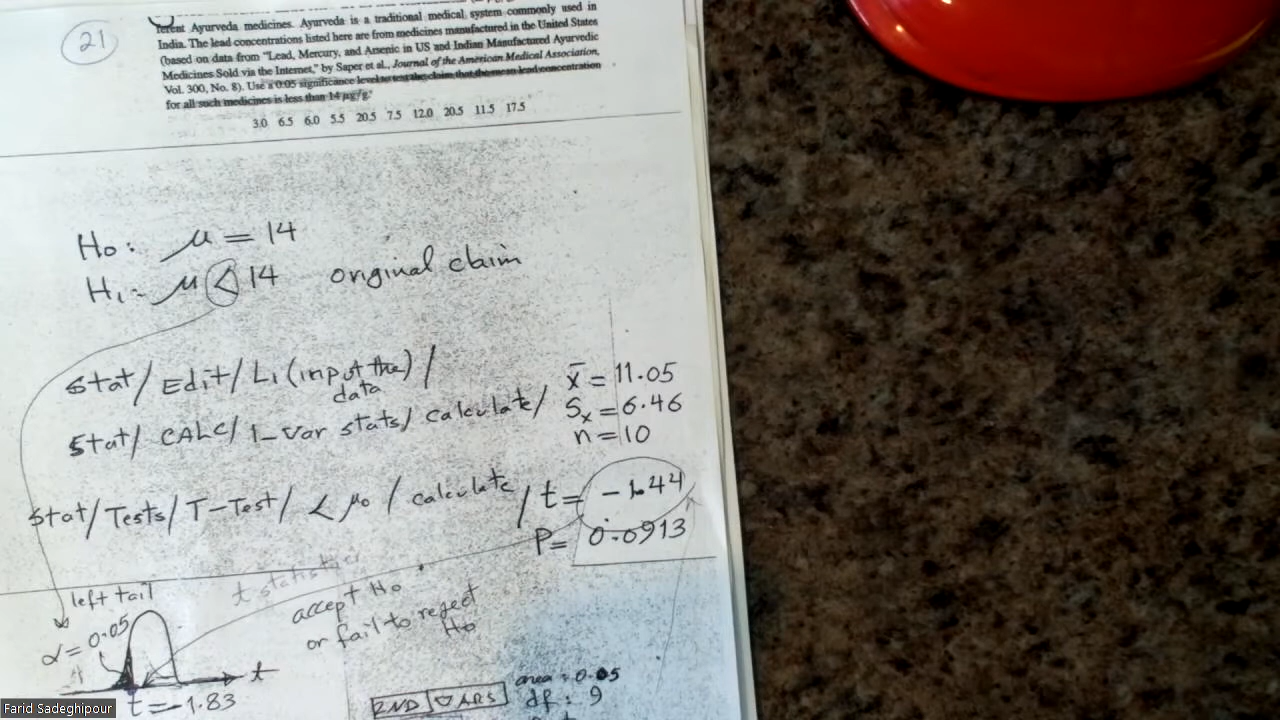 21
ferent Ayurveda medicines. Ayurveda is a traditional medical system commonly used in
India. The lead concentrations listed here are from medicines manufactured in the United States
(based on data from "Lead, Mercury, and Arsenic in US and Indian Manufactured Ayurvedic
Medicines Sold via the Internet," by Saper et al., Journal of the American Medical Association,
Vol. 300, No. 8). Use a 0.05 significance level to test the claim that the mean lead concentration
for all such medicines is less than 14 µg/g.
3.0 6.5 6.0 5.5 20.5 7.5 12.0 20.5 11.5 17.5
Ho: µ = 14
H1: µ < 14 original claim
Stat/ Edit/ L1 (input the data) /
Stat/ CALC/ 1-Var stats/ calculate/
x̄ = 11.05
Sx = 6.46
n = 10
Stat/ Tests/ T-Test/ < µo / calculate / t = -1.44
P = 0.0913
left tail
α = 0.05
t statistic
accept Ho
or fail to reject
Ho
t
t = -1.83
2ND VARS
area = 0.05
df: 9
Farid Sadeghipour